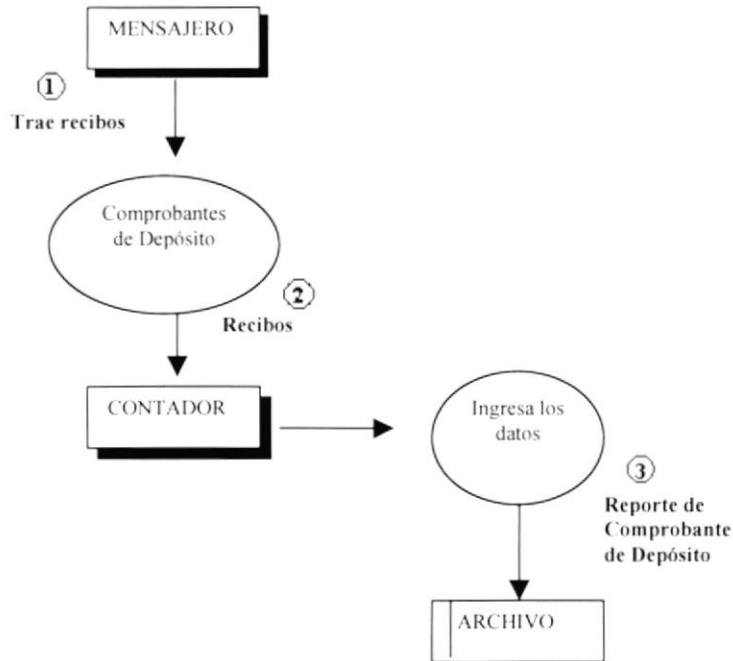 MENSAJERO
1
Trae recibos
Comprobantes
de Depósito
2
Recibos
CONTADOR
Ingresa los
datos
3
Reporte de
Comprobante
de Depósito
ARCHIVO